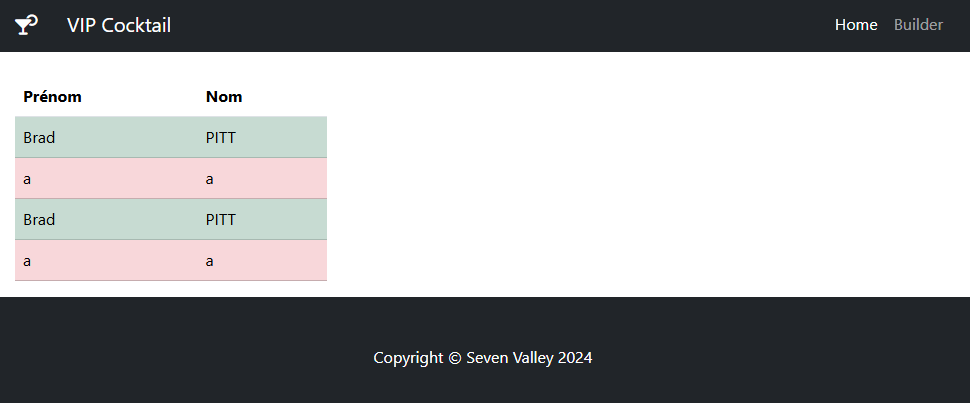 VIP Cocktail Home Builder
Prénom Nom
Brad PITT
a a
Brad PITT
a a
Copyright © Seven Valley 2024